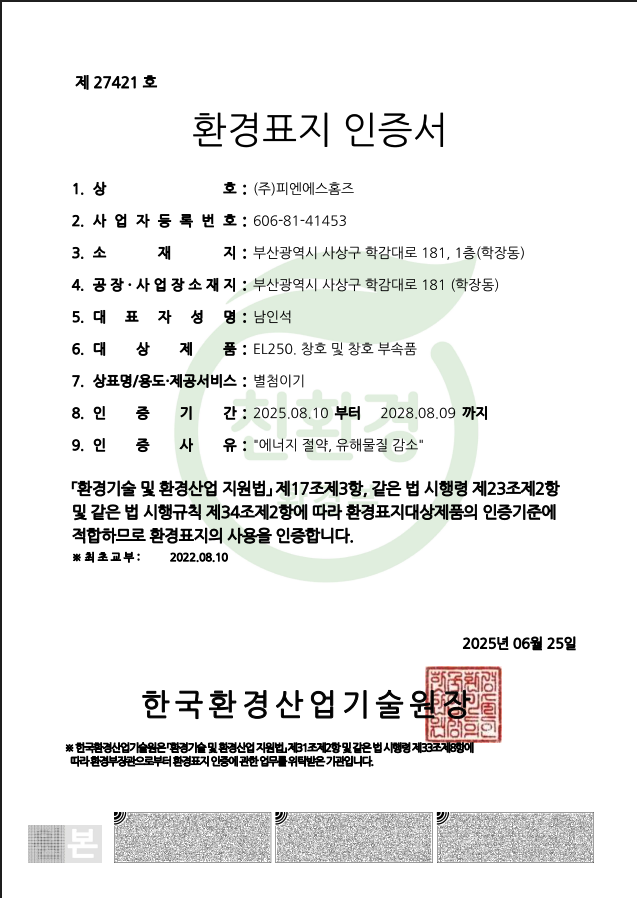 제 27421 호
환경표지 인증서
1. 상 호 : (주)피엔에스홈즈
2. 사 업 자 등 록 번 호 : 606-81-41453
3. 소 재 지 : 부산광역시 사상구 학감대로 181, 1층(학장동)
4. 공 장 · 사 업 장 소 재 지 : 부산광역시 사상구 학감대로 181 (학장동)
5. 대 표 자 성 명 : 남인석
6. 대 상 제 품 : EL250. 창호 및 창호 부속품
7. 상표명/용도·제공서비스 : 별첨이기
8. 인 증 기 간 : 2025.08.10 부터 2028.08.09 까지
9. 인 증 사 유 : "에너지 절약, 유해물질 감소"
친환경
「환경기술 및 환경산업 지원법」 제17조제3항, 같은 법 시행령 제23조제2항
및 같은 법 시행규칙 제34조제2항에 따라 환경표지대상제품의 인증기준에
적합하므로 환경표지의 사용을 인증합니다.
※ 최 초 교 부 : 2022.08.10
2025년 06월 25일
한국환경산업기술원장
※ 한국환경산업기술원은 「환경기술 및 환경산업 지원법」 제31조제2항 및 같은 법 시행령 제33조제8항에
따라 환경부장관으로부터 환경표지 인증에 관한 업무를 위탁받은 기관입니다.
원본